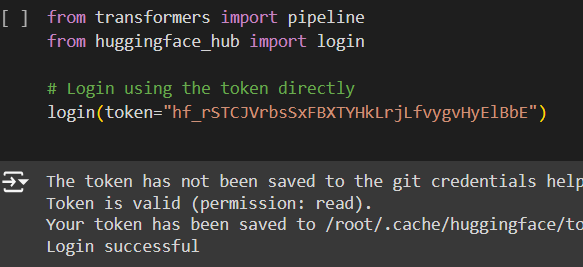 [ ] from transformers import pipeline
from huggingface_hub import login
# Login using the token directly
login(token="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")
The token has not been saved to the git credentials help
Token is valid (permission: read).
Your token has been saved to /root/.cache/huggingface/to
Login successful